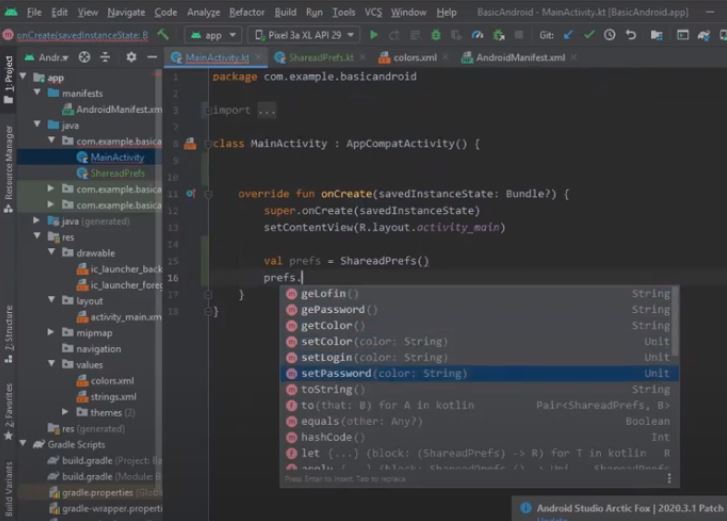 File Edit View Navigate Code Analyze Refactor Build Run Tools VCS Window Help BasicAndroid - MainActivity.kt [BasicAndroid.app]
onCreate(savedInstanceState: B app Pixel 3a XL API 29 Git:
Andr. MainActivity.kt ShareadPrefs.kt colors.xml AndroidManifest.xml
1: Project
Resource Manager
7: Structure
2: Favorites
Build Variants
app
manifests
AndroidManifest.xm
java
com.example.basica
MainActivity
ShareadPrefs
com.example.basica
com.example.basica
java (generated)
res
drawable
ic_launcher_back
ic_launcher_foreg
layout
activity_main.xm
mipmap
navigation
values
colors.xml
strings.xml
themes (2)
res (generated)
Gradle Scripts
build.gradle (Project: Ba
build.gradle (Module: B
gradle.properties (Glob
gradle-wrapper.properti
1 package com.example.basicandroid
2
3 import ...
8 class MainActivity : AppCompatActivity() {
9
10
11 override fun onCreate(savedInstanceState: Bundle?) {
12 super.onCreate(savedInstanceState)
13 setContentView(R.layout.activity_main)
14
15 val prefs = ShareadPrefs()
16 prefs.
17 }
18 }
geLofin() String
gePassword() String
getColor() String
setColor(color: String) Unit
setLogin(color: String) Unit
setPassword(color: String) Unit
toString() String
to(that: B) for A in kotlin Pair<ShareadPrefs, B>
equals(other: Any?) Boolean
hashCode() Int
let {...} (block: (ShareadPrefs) -> R) for T in kotlin R
apply {...} (block: ShareadPrefs.() -> Uni… ShareadPrefs
Press Enter to insert, Tab to replace
Android Studio Arctic Fox | 2020.3.1 Patch
Update